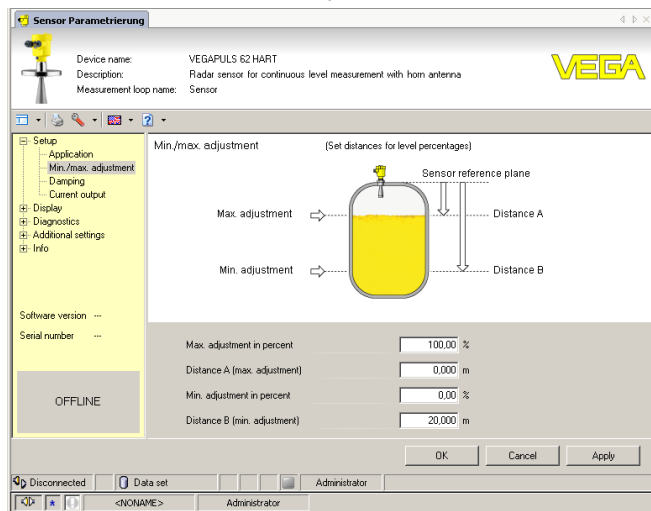 Sensor Parametrierung
Device name: VEGAPULS 62 HART
Description: Radar sensor for continuous level measurement with horn antenna
Measurement loop name: Sensor
VEGA
Setup
Application
Min./max. adjustment
Damping
Current output
Display
Diagnostics
Additional settings
Info
Software version ---
Serial number ---
OFFLINE
Min./max. adjustment (Set distances for level percentages)
Sensor reference plane
Max. adjustment
Distance A
Min. adjustment
Distance B
Max. adjustment in percent 100,00 %
Distance A (max. adjustment) 0,000 m
Min. adjustment in percent 0,00 %
Distance B (min. adjustment) 20,000 m
OK Cancel Apply
Disconnected Data set Administrator
<NONAME> Administrator